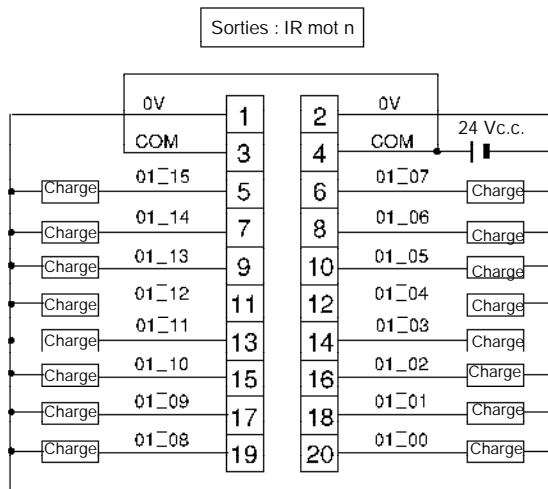 Sorties : IR mot n
0V 1 2 0V
24 Vc.c.
COM 3 4 COM
Charge 01_15 5 6 01_07 Charge
Charge 01_14 7 8 01_06 Charge
Charge 01_13 9 10 01_05 Charge
Charge 01_12 11 12 01_04 Charge
Charge 01_11 13 14 01_03 Charge
Charge 01_10 15 16 01_02 Charge
Charge 01_09 17 18 01_01 Charge
Charge 01_08 19 20 01_00 Charge